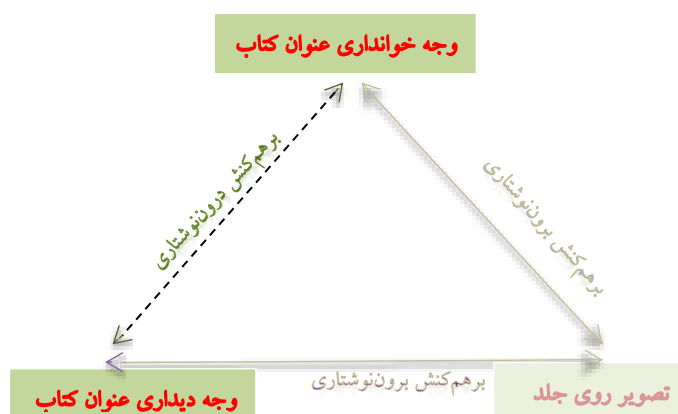 وجه خوانداری عنوان کتاب
برهم‌کنش درون‌نوشتاری
برهم‌کنش برون‌نوشتاری
برهم‌کنش برون‌نوشتاری
تصویر روی جلد
وجه دیداری عنوان کتاب